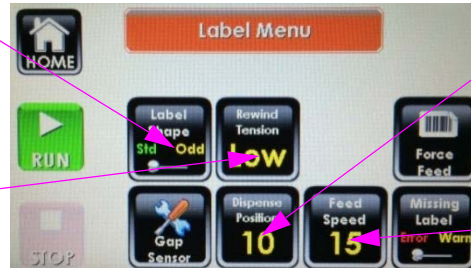 Label Menu
HOME
RUN
Label
Shape
Std Odd
Rewind
Tension
Low
Force
Feed
STOP
Gap
Sensor
Dispense
Position
10
Feed
Speed
15
Missing
Label
Error Warn